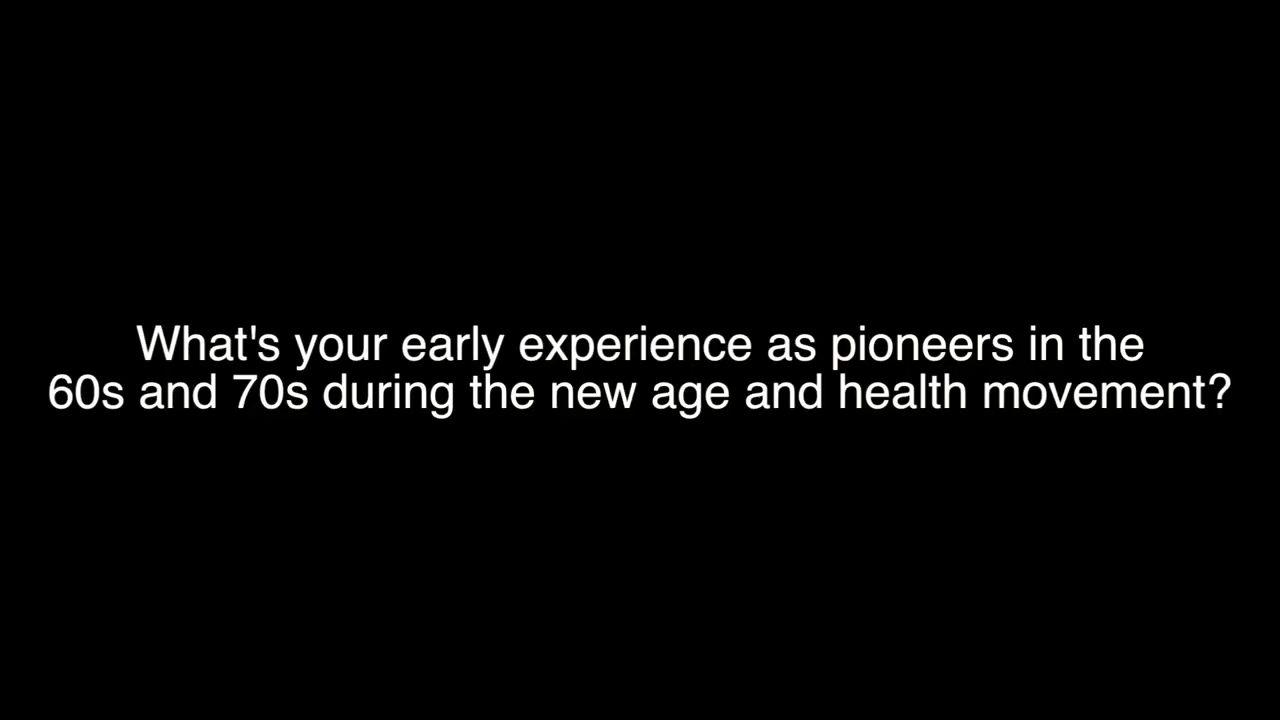 What's your early experience as pioneers in the
60s and 70s during the new age and health movement?